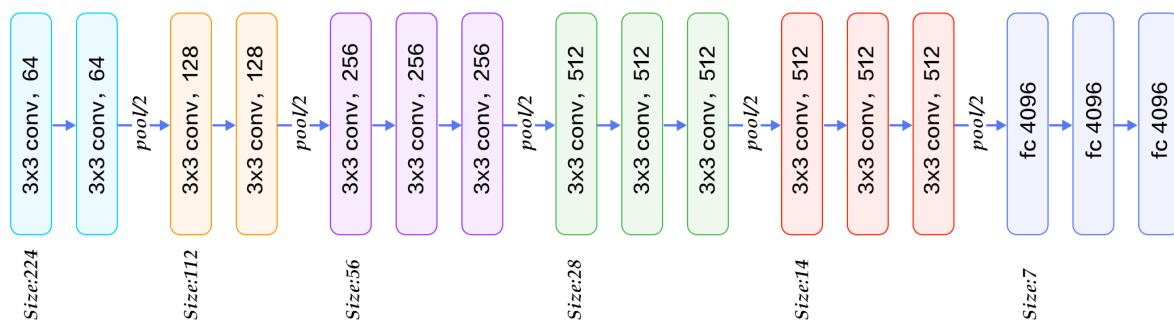 3x3 conv, 64
3x3 conv, 64
pool/2
3x3 conv, 128
3x3 conv, 128
pool/2
3x3 conv, 256
3x3 conv, 256
3x3 conv, 256
pool/2
3x3 conv, 512
3x3 conv, 512
3x3 conv, 512
pool/2
3x3 conv, 512
3x3 conv, 512
3x3 conv, 512
pool/2
fc 4096
fc 4096
fc 4096
Size:224
Size:112
Size:56
Size:28
Size:14
Size:7